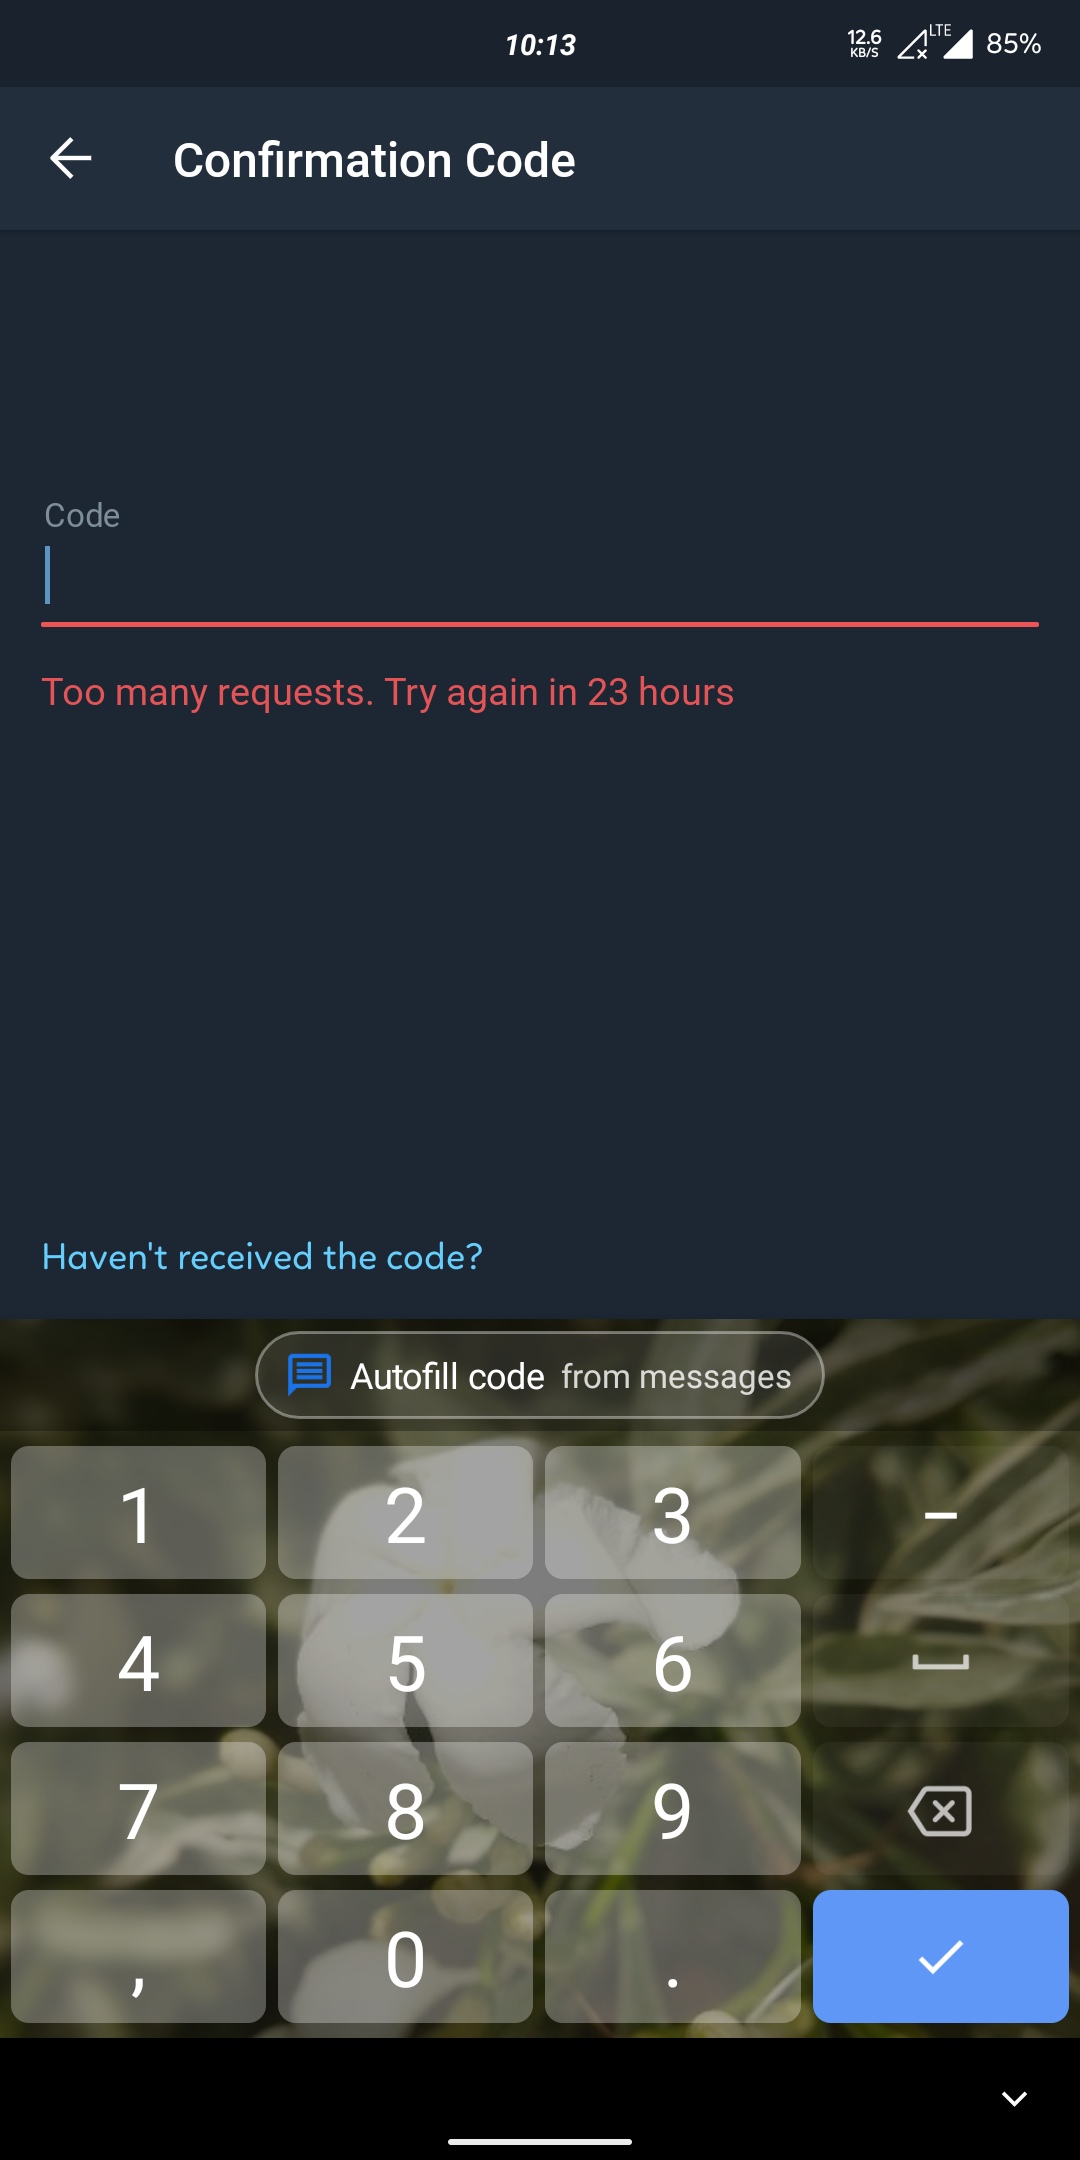 10:13
12.6
KB/S
LTE
85%
Confirmation Code
Code
Too many requests. Try again in 23 hours
Haven't received the code?
Autofill code from messages
1 2 3 –
4 5 6
7 8 9
, 0 .